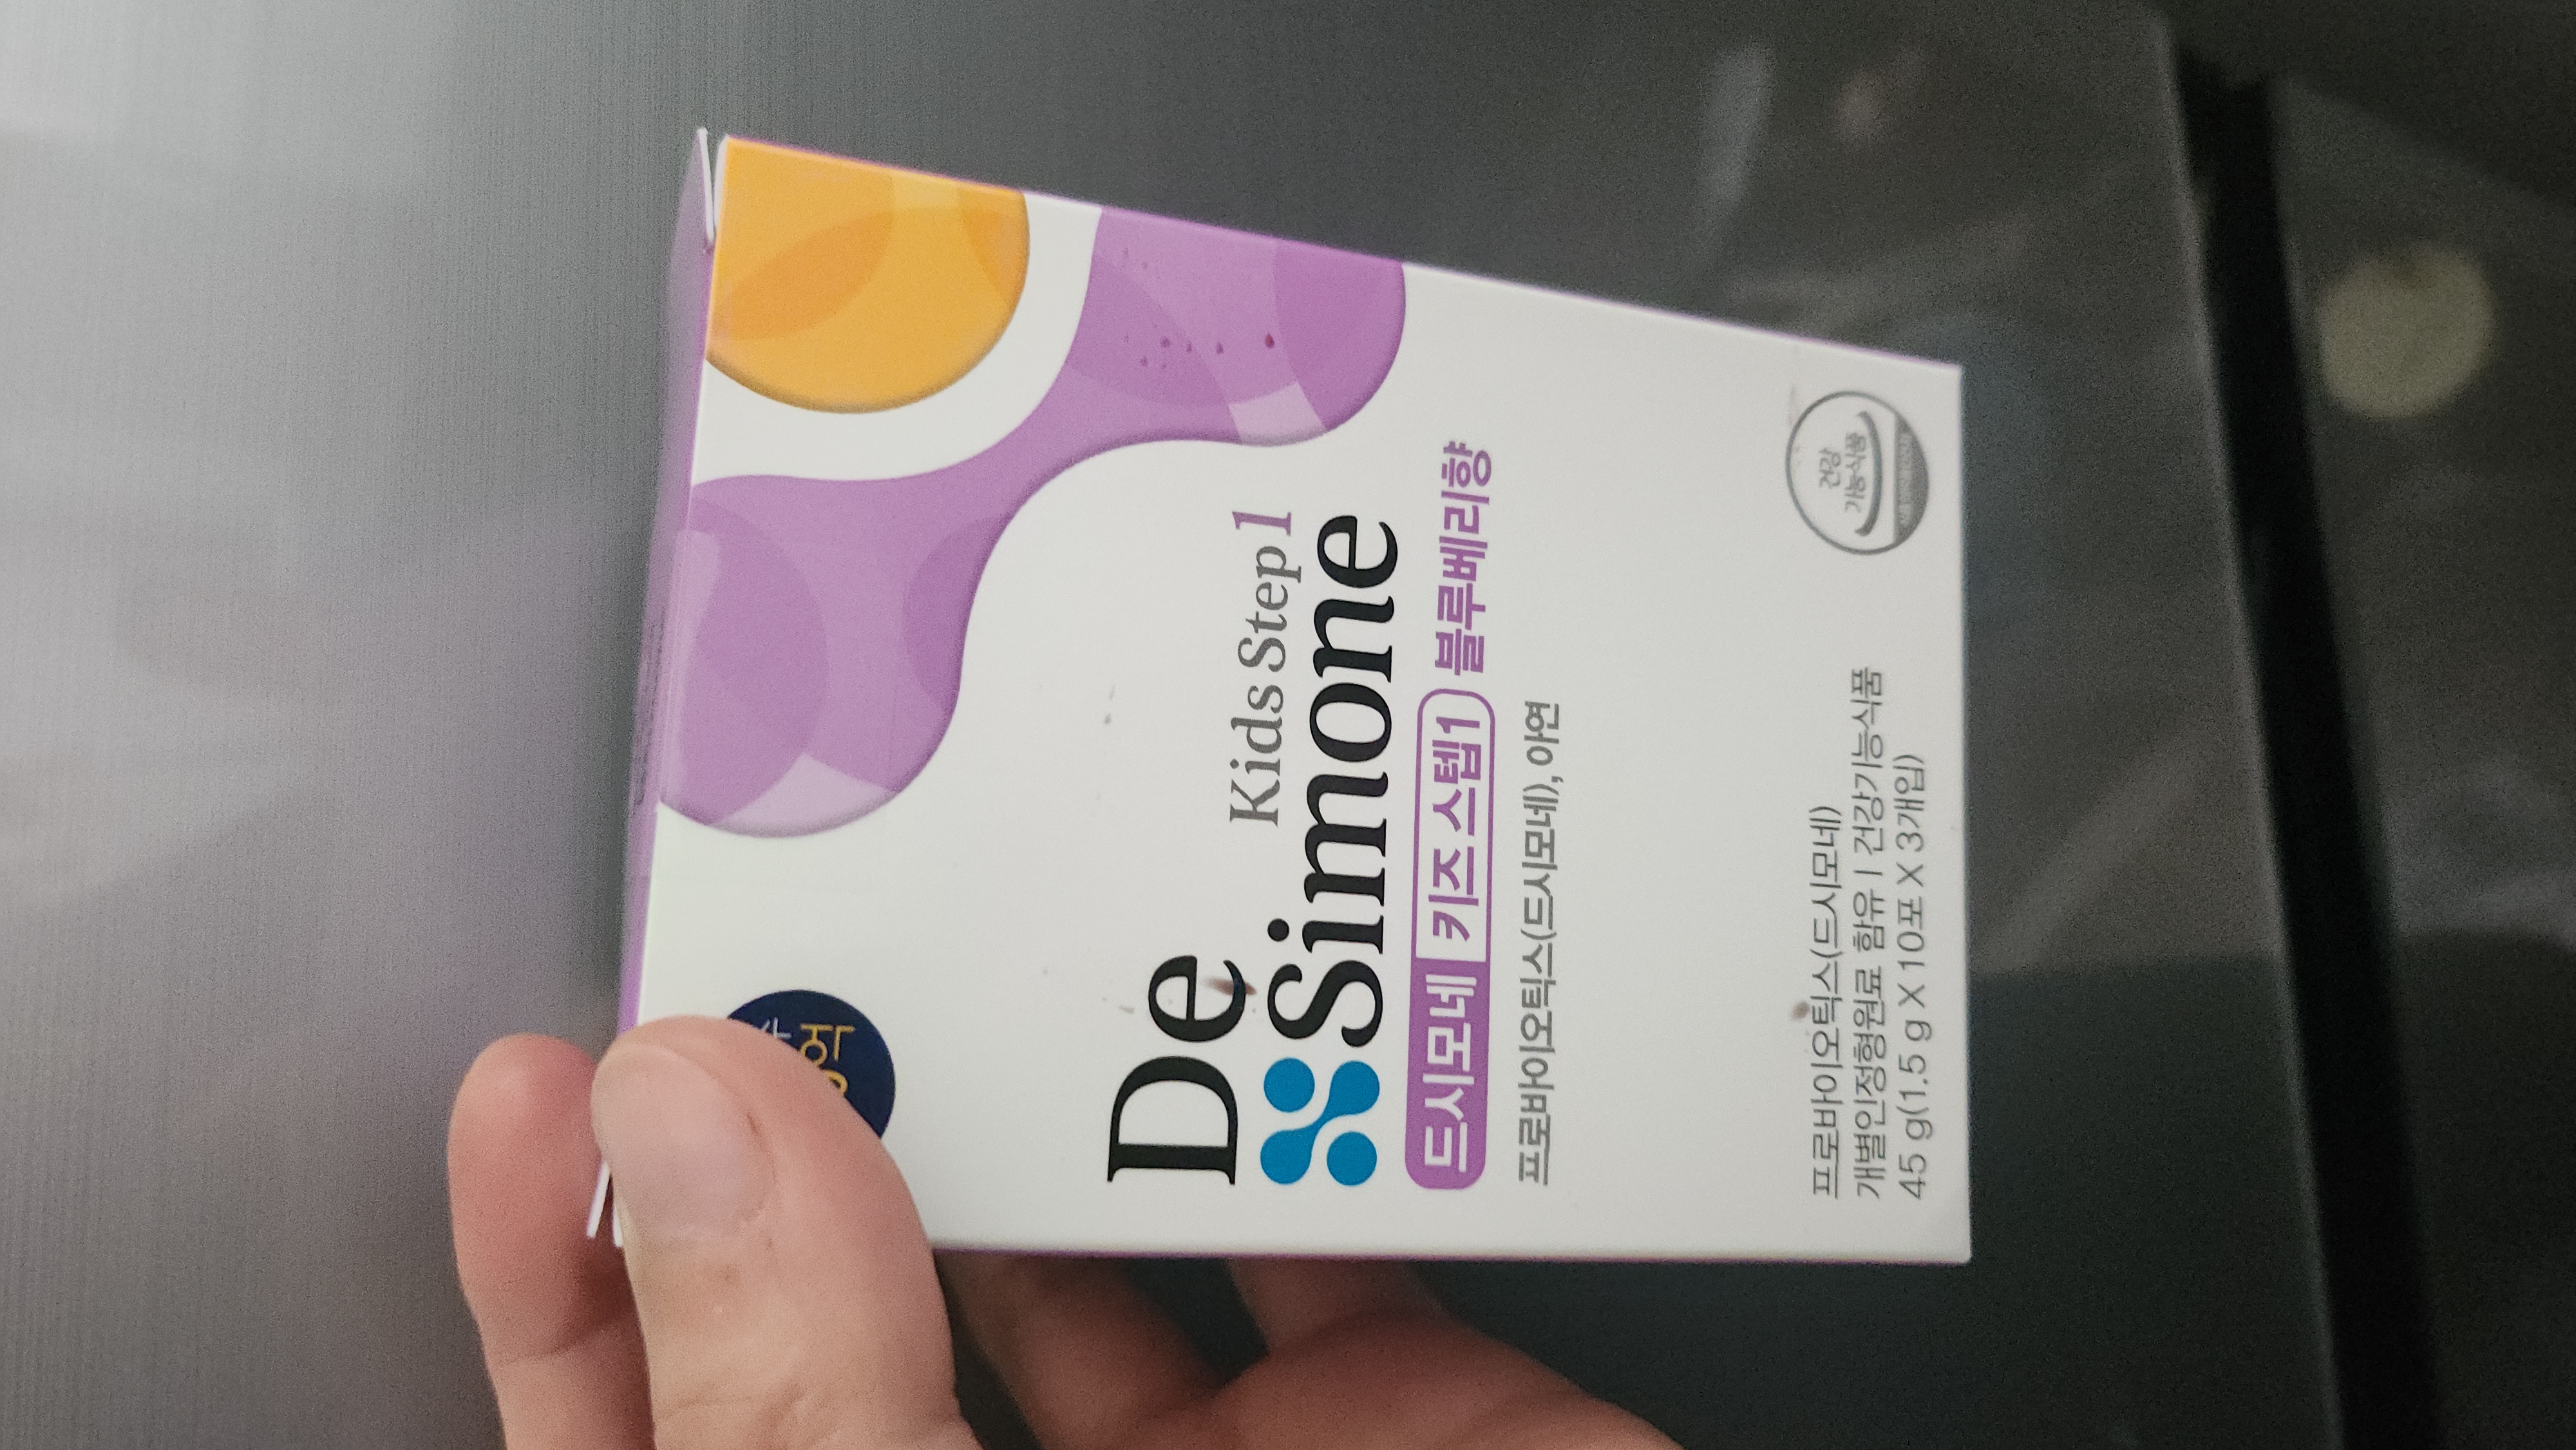 De
Kids Step1
Simone
드시모네 키즈 스텝1 블루베리향
프로바이오틱스(드시모네), 아연
프로바이오틱스(드시모네)
개별인정형원료 함유 | 건강기능식품
45 g(1.5 g X 10포 X 3개입)
건강
기능식품